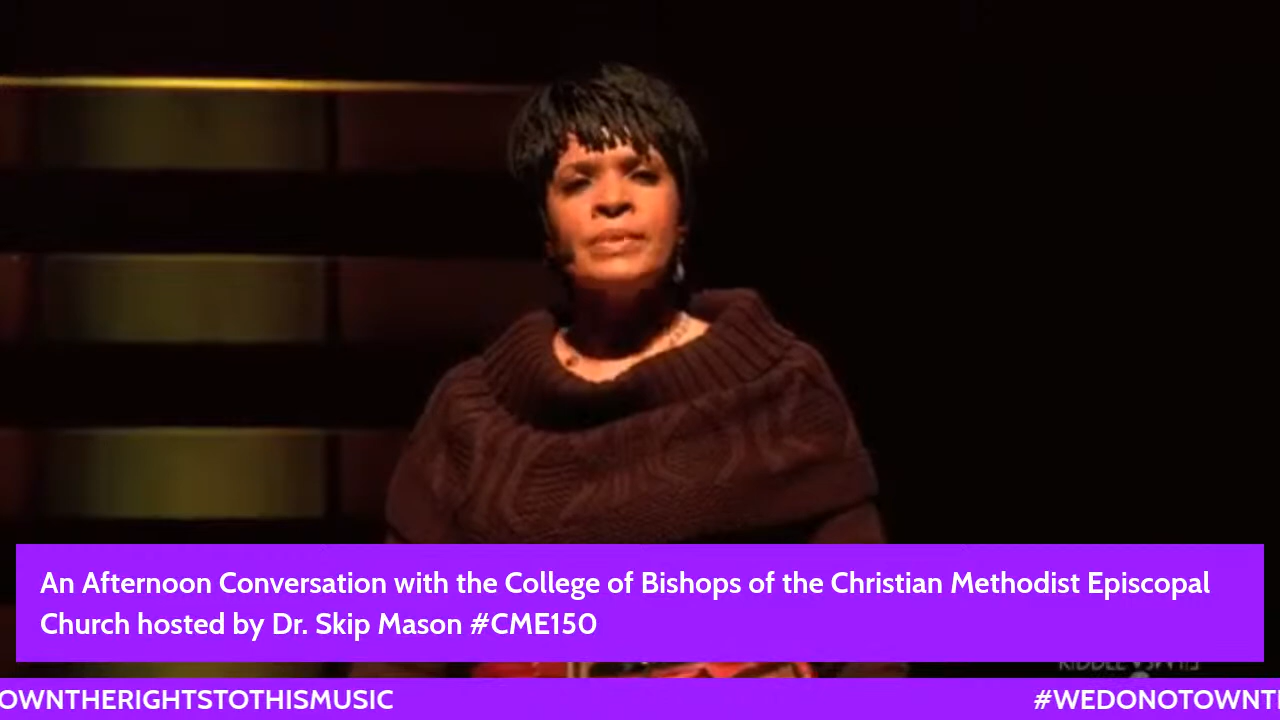 An Afternoon Conversation with the College of Bishops of the Christian Methodist Episcopal
Church hosted by Dr. Skip Mason #CME150
OWNTHERIGHTSTOTHISMUSIC #WEDONOTOWNT